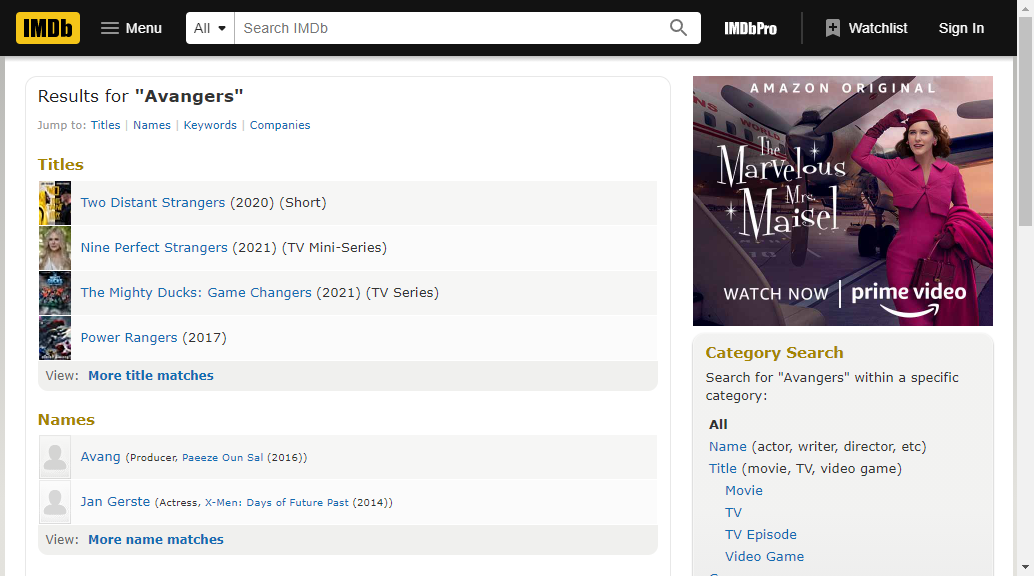 IMDb Menu All Search IMDb IMDbPro Watchlist Sign In
Results for "Avangers"
Jump to: Titles | Names | Keywords | Companies
Titles
Two Distant Strangers (2020) (Short)
Nine Perfect Strangers (2021) (TV Mini-Series)
The Mighty Ducks: Game Changers (2021) (TV Series)
Power Rangers (2017)
View: More title matches
Names
Avang (Producer, Paeeze Oun Sal (2016))
Jan Gerste (Actress, X-Men: Days of Future Past (2014))
View: More name matches
AMAZON ORIGINAL
The
Marvelous
Mrs.
Maisel
WATCH NOW | prime video
Category Search
Search for "Avangers" within a specific
category:
All
Name (actor, writer, director, etc)
Title (movie, TV, video game)
Movie
TV
TV Episode
Video Game